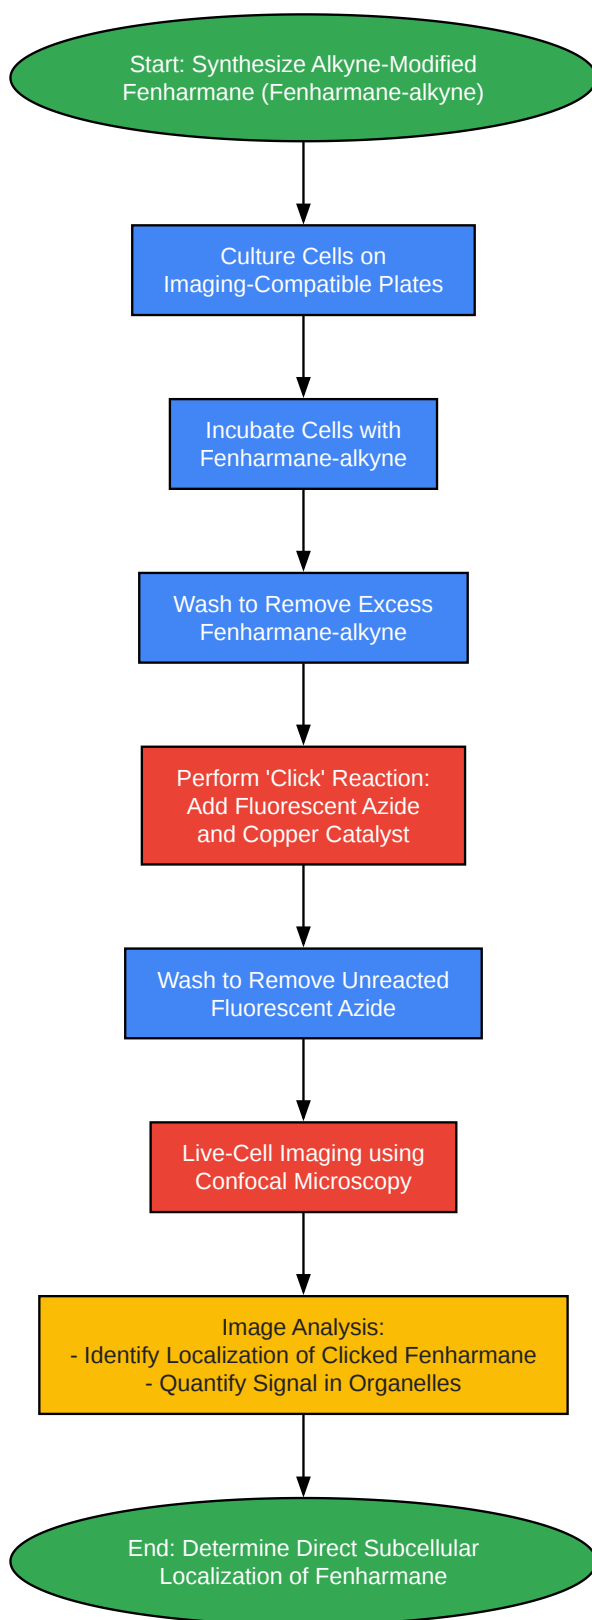 Start: Synthesize Alkyne-Modified
Fenharmane (Fenharmane-alkyne)
Culture Cells on
Imaging-Compatible Plates
Incubate Cells with
Fenharmane-alkyne
Wash to Remove Excess
Fenharmane-alkyne
Perform 'Click' Reaction:
Add Fluorescent Azide
and Copper Catalyst
Wash to Remove Unreacted
Fluorescent Azide
Live-Cell Imaging using
Confocal Microscopy
Image Analysis:
- Identify Localization of Clicked Fenharmane
- Quantify Signal in Organelles
End: Determine Direct Subcellular
Localization of Fenharmane